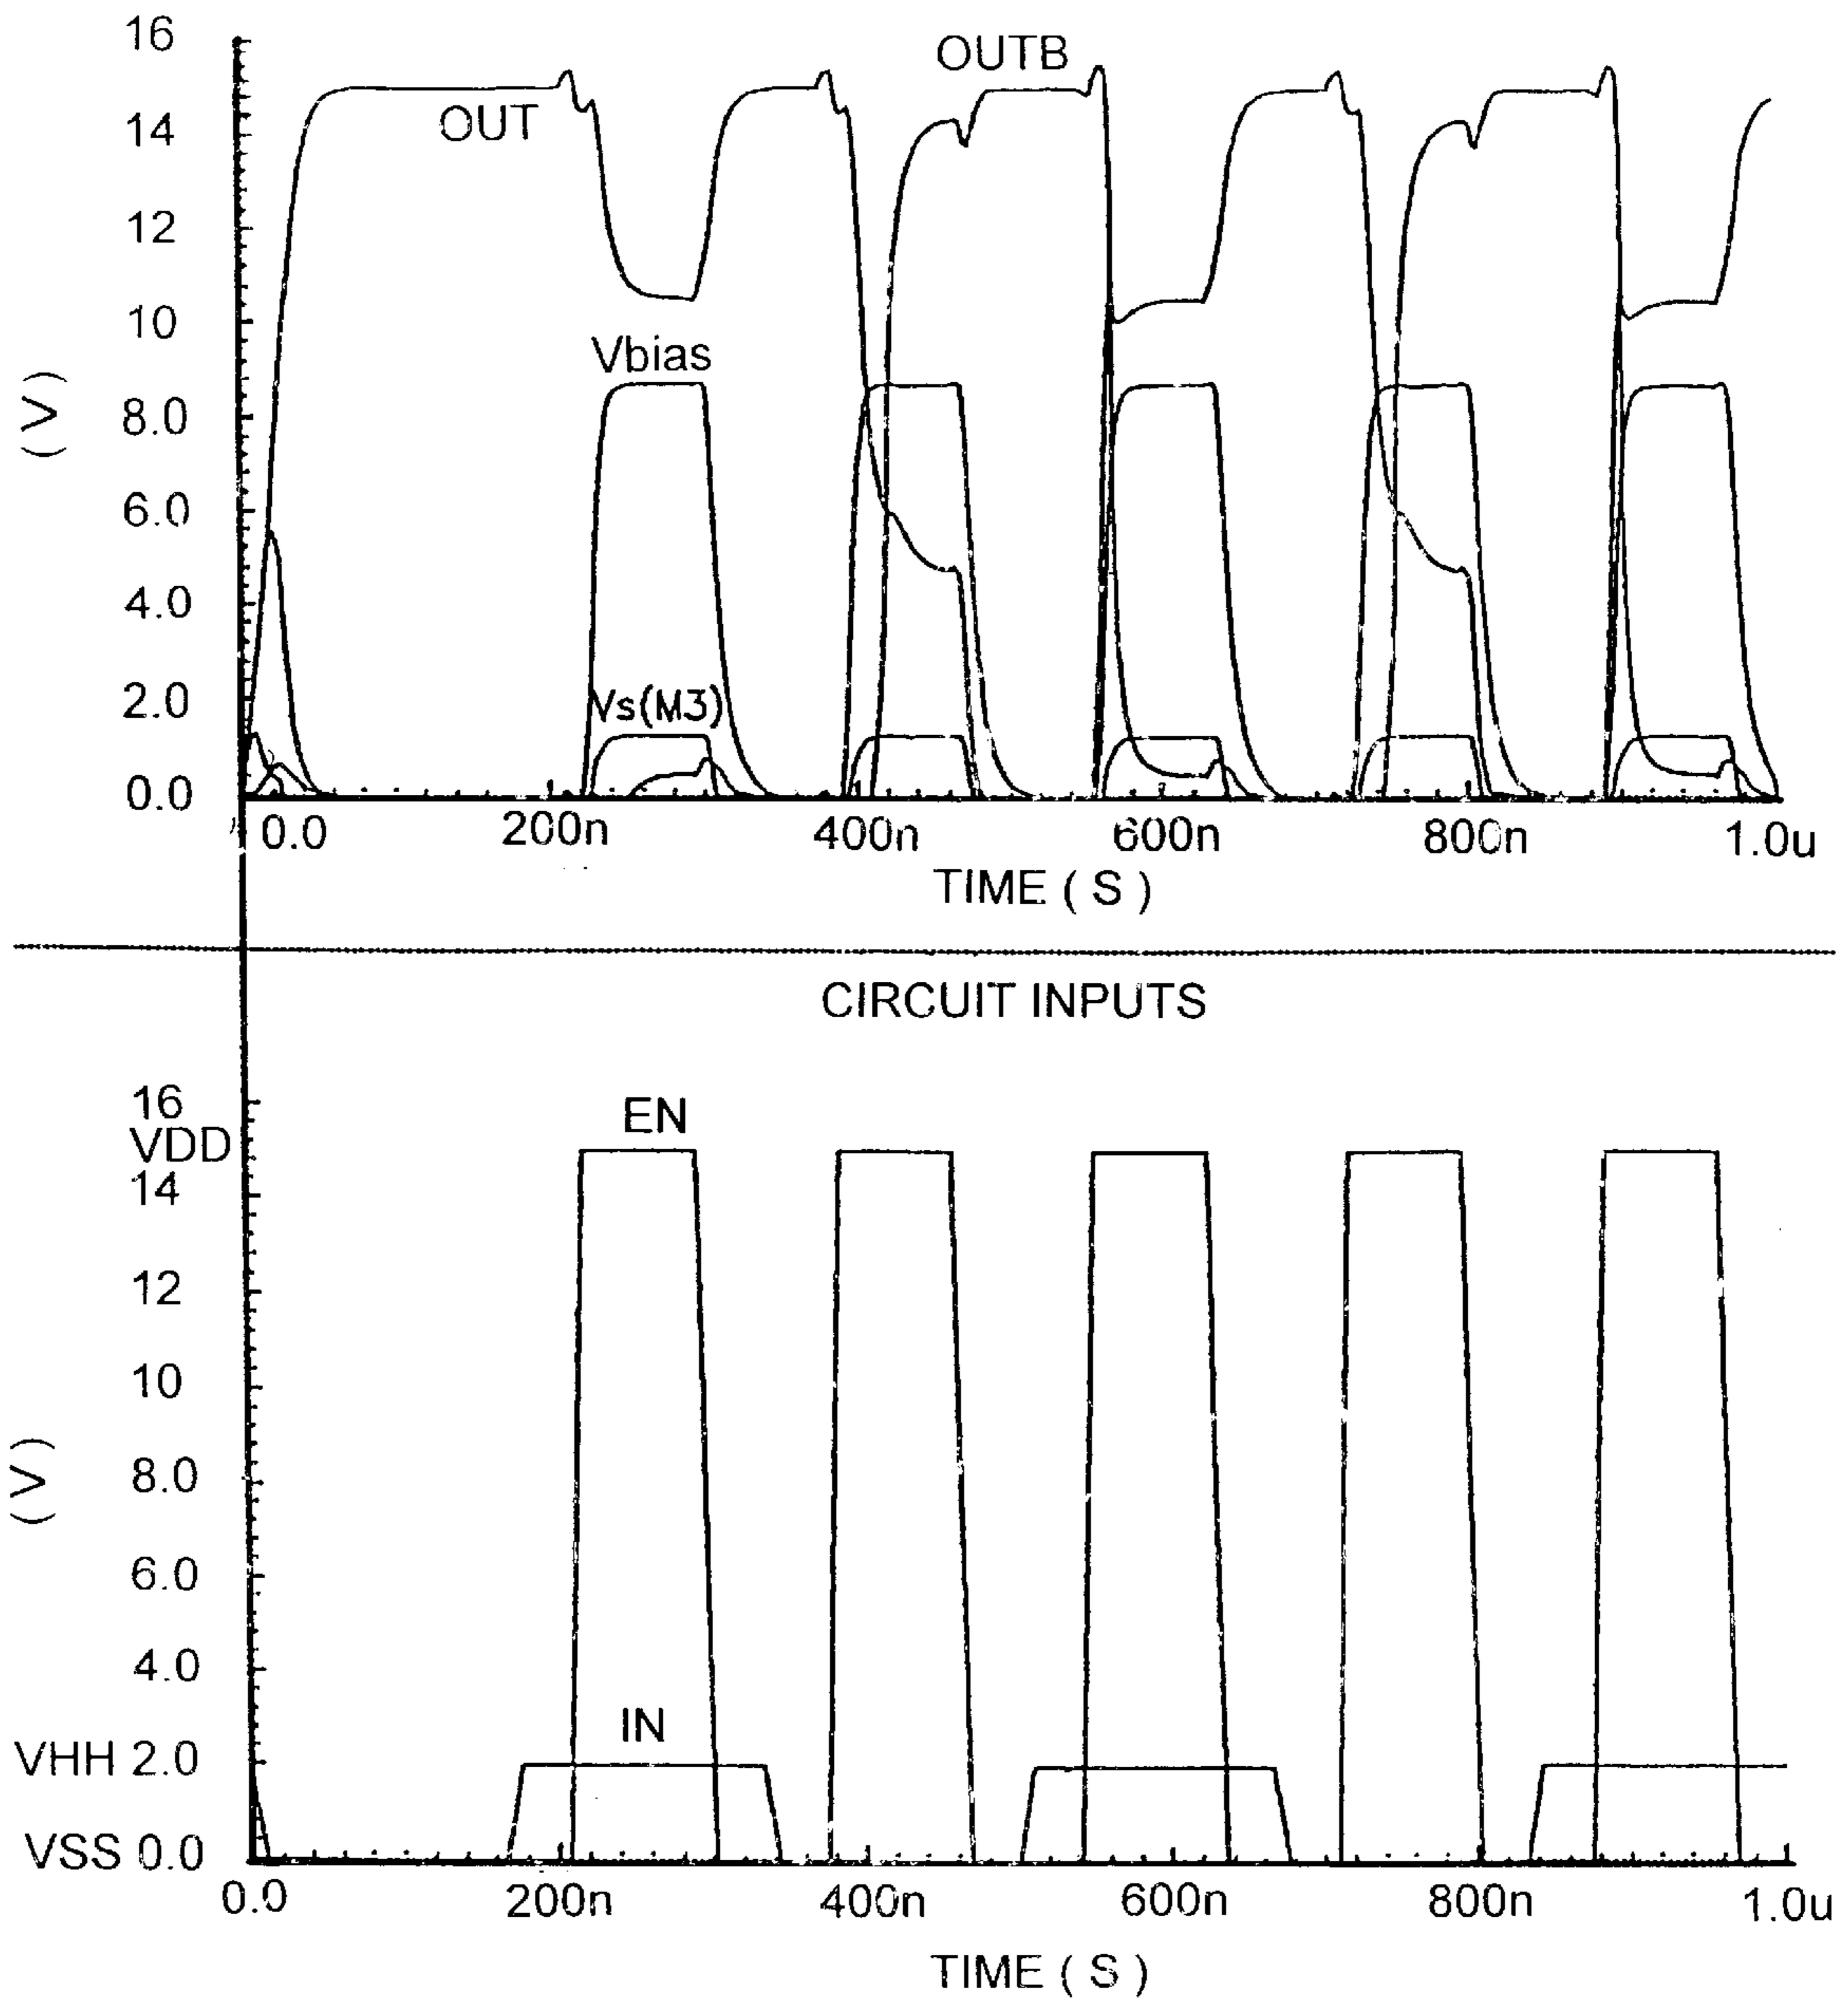 16
OUTB
OUT
14
12
10
Vbias
(V)
8.0
6.0
4.0
2.0
Vs(M3)
0.0
0.0 200n 400n 600n 800n 1.0u
TIME ( S )
CIRCUIT INPUTS
16
EN
VDD
14
12
10
(V)
8.0
6.0
4.0
IN
VHH 2.0
VSS 0.0
0.0 200n 400n 600n 800n 1.0u
TIME ( S )